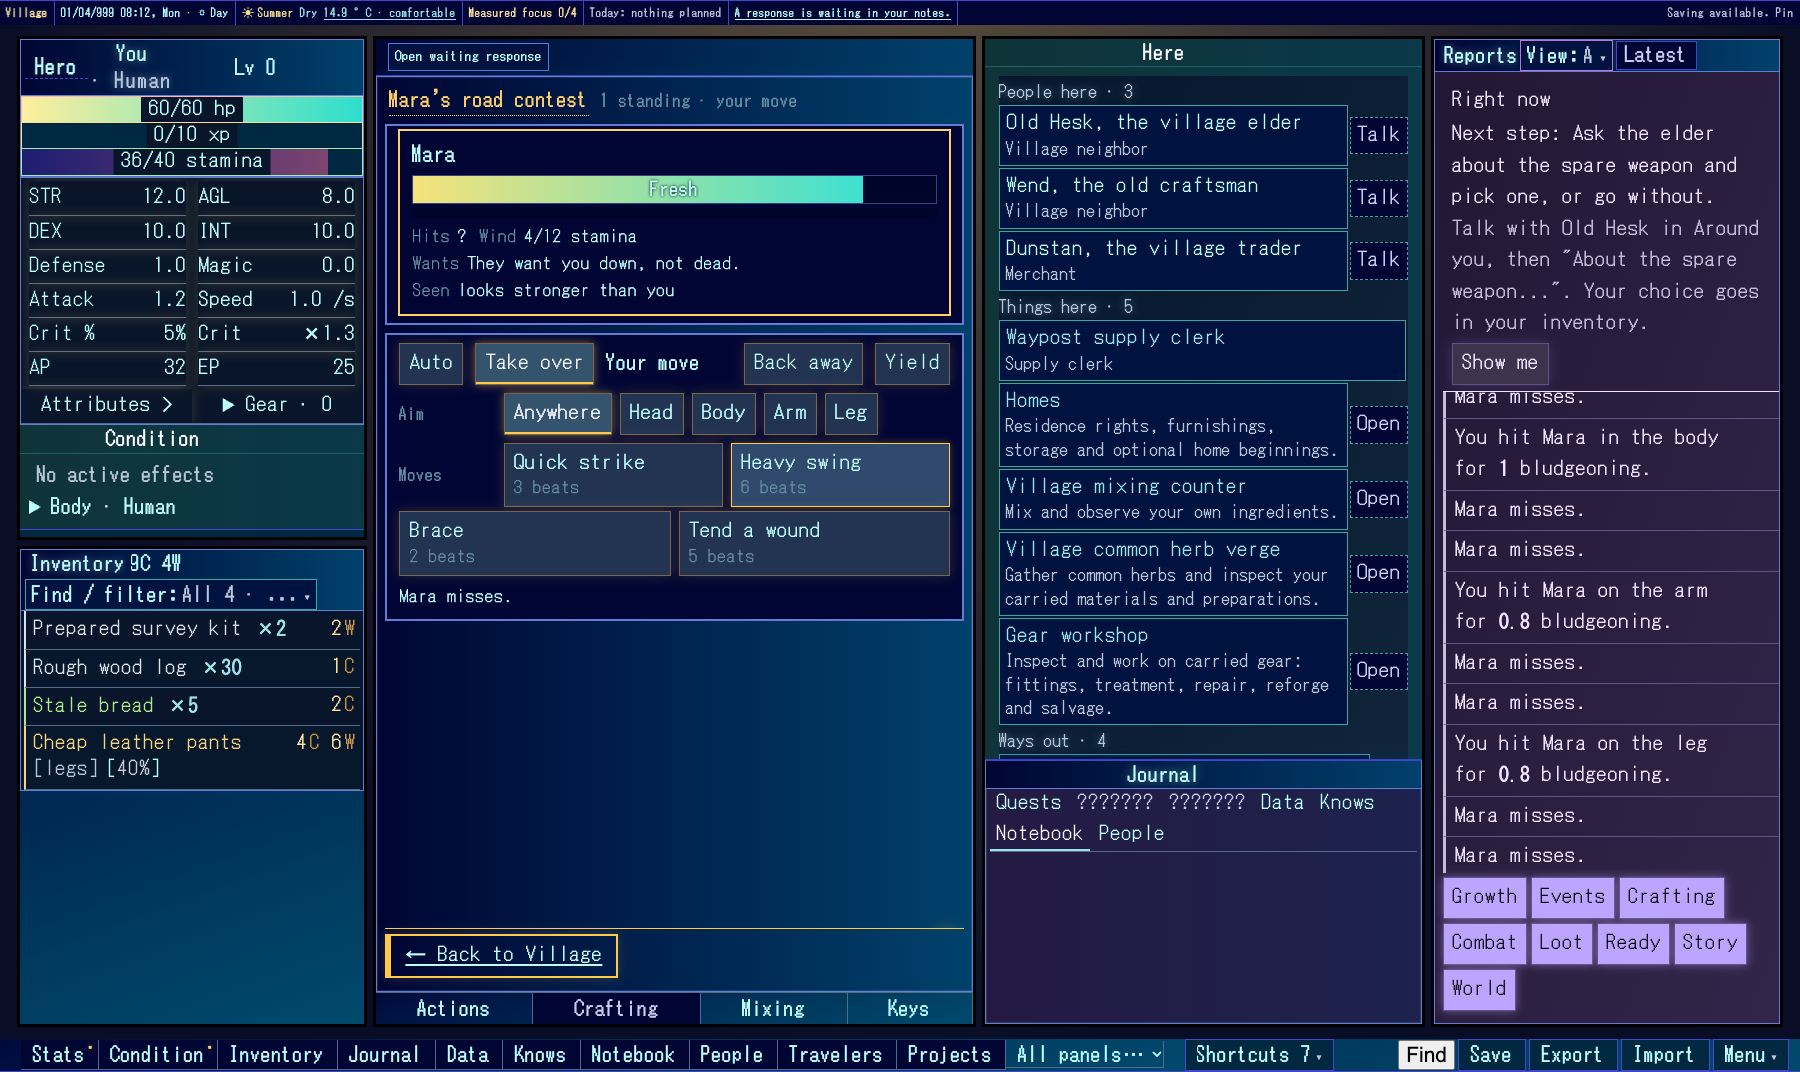 Village 01/04/999 08:12, Mon · ☼ Day ☀ Summer Dry 14.9 ° C · comfortable Measured focus 0/4 Today: nothing planned A response is waiting in your notes. Saving available. Pin
Hero · You
Human Lv 0
60/60 hp
0/10 xp
36/40 stamina
STR 12.0 AGL 8.0
DEX 10.0 INT 10.0
Defense 1.0 Magic 0.0
Attack 1.2 Speed 1.0 /s
Crit % 5% Crit ×1.3
AP 32 EP 25
Attributes > ▶ Gear · 0
Condition
No active effects
▶ Body · Human
Inventory 9C 4W
Find / filter: All 4 · ... ▾
Prepared survey kit ×2 2W
Rough wood log ×30 1C
Stale bread ×5 2C
Cheap leather pants 4C 6W
[legs] [40%]
Open waiting response
Mara's road contest 1 standing · your move
Mara
Fresh
Hits ? Wind 4/12 stamina
Wants They want you down, not dead.
Seen looks stronger than you
Auto Take over Your move Back away Yield
Aim Anywhere Head Body Arm Leg
Moves Quick strike Heavy swing
3 beats 6 beats
Brace Tend a wound
2 beats 5 beats
Mara misses.
← Back to Village
Actions Crafting Mixing Keys
Here
People here · 3
Old Hesk, the village elder
Village neighbor
Talk
Wend, the old craftsman
Village neighbor
Talk
Dunstan, the village trader
Merchant
Talk
Things here · 5
Waypost supply clerk
Supply clerk
Homes
Residence rights, furnishings,
storage and optional home beginnings.
Open
Village mixing counter
Mix and observe your own ingredients.
Open
Village common herb verge
Gather common herbs and inspect your
carried materials and preparations.
Open
Gear workshop
Inspect and work on carried gear:
fittings, treatment, repair, reforge
and salvage.
Open
Ways out · 4
Journal
Quests ??????? ??????? Data Knows
Notebook People
Reports View: A ▾ Latest
Right now
Next step: Ask the elder
about the spare weapon and
pick one, or go without.
Talk with Old Hesk in Around
you, then "About the spare
weapon...". Your choice goes
in your inventory.
Show me
Mara misses.
You hit Mara in the body
for 1 bludgeoning.
Mara misses.
Mara misses.
You hit Mara on the arm
for 0.8 bludgeoning.
Mara misses.
Mara misses.
You hit Mara on the leg
for 0.8 bludgeoning.
Mara misses.
Mara misses.
Growth Events Crafting
Combat Loot Ready Story
World
Stats Condition Inventory Journal Data Knows Notebook People Travelers Projects All panels… Shortcuts 7 ▾ Find Save Export Import Menu ▾